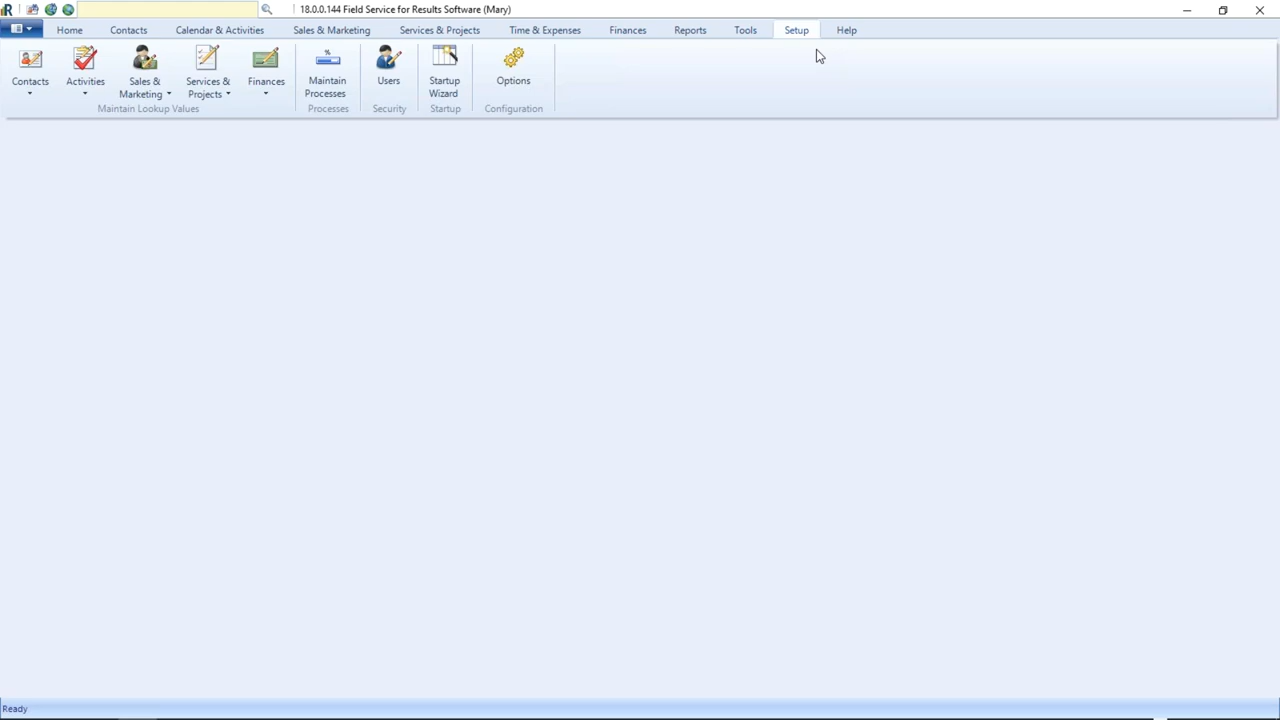 18.0.0.144 Field Service for Results Software (Mary)
Home Contacts Calendar & Activities Sales & Marketing Services & Projects Time & Expenses Finances Reports Tools Setup Help
Contacts Activities Sales & Marketing Services & Projects Finances Maintain Processes Users Startup Wizard Options
Maintain Lookup Values Processes Security Startup Configuration
Ready